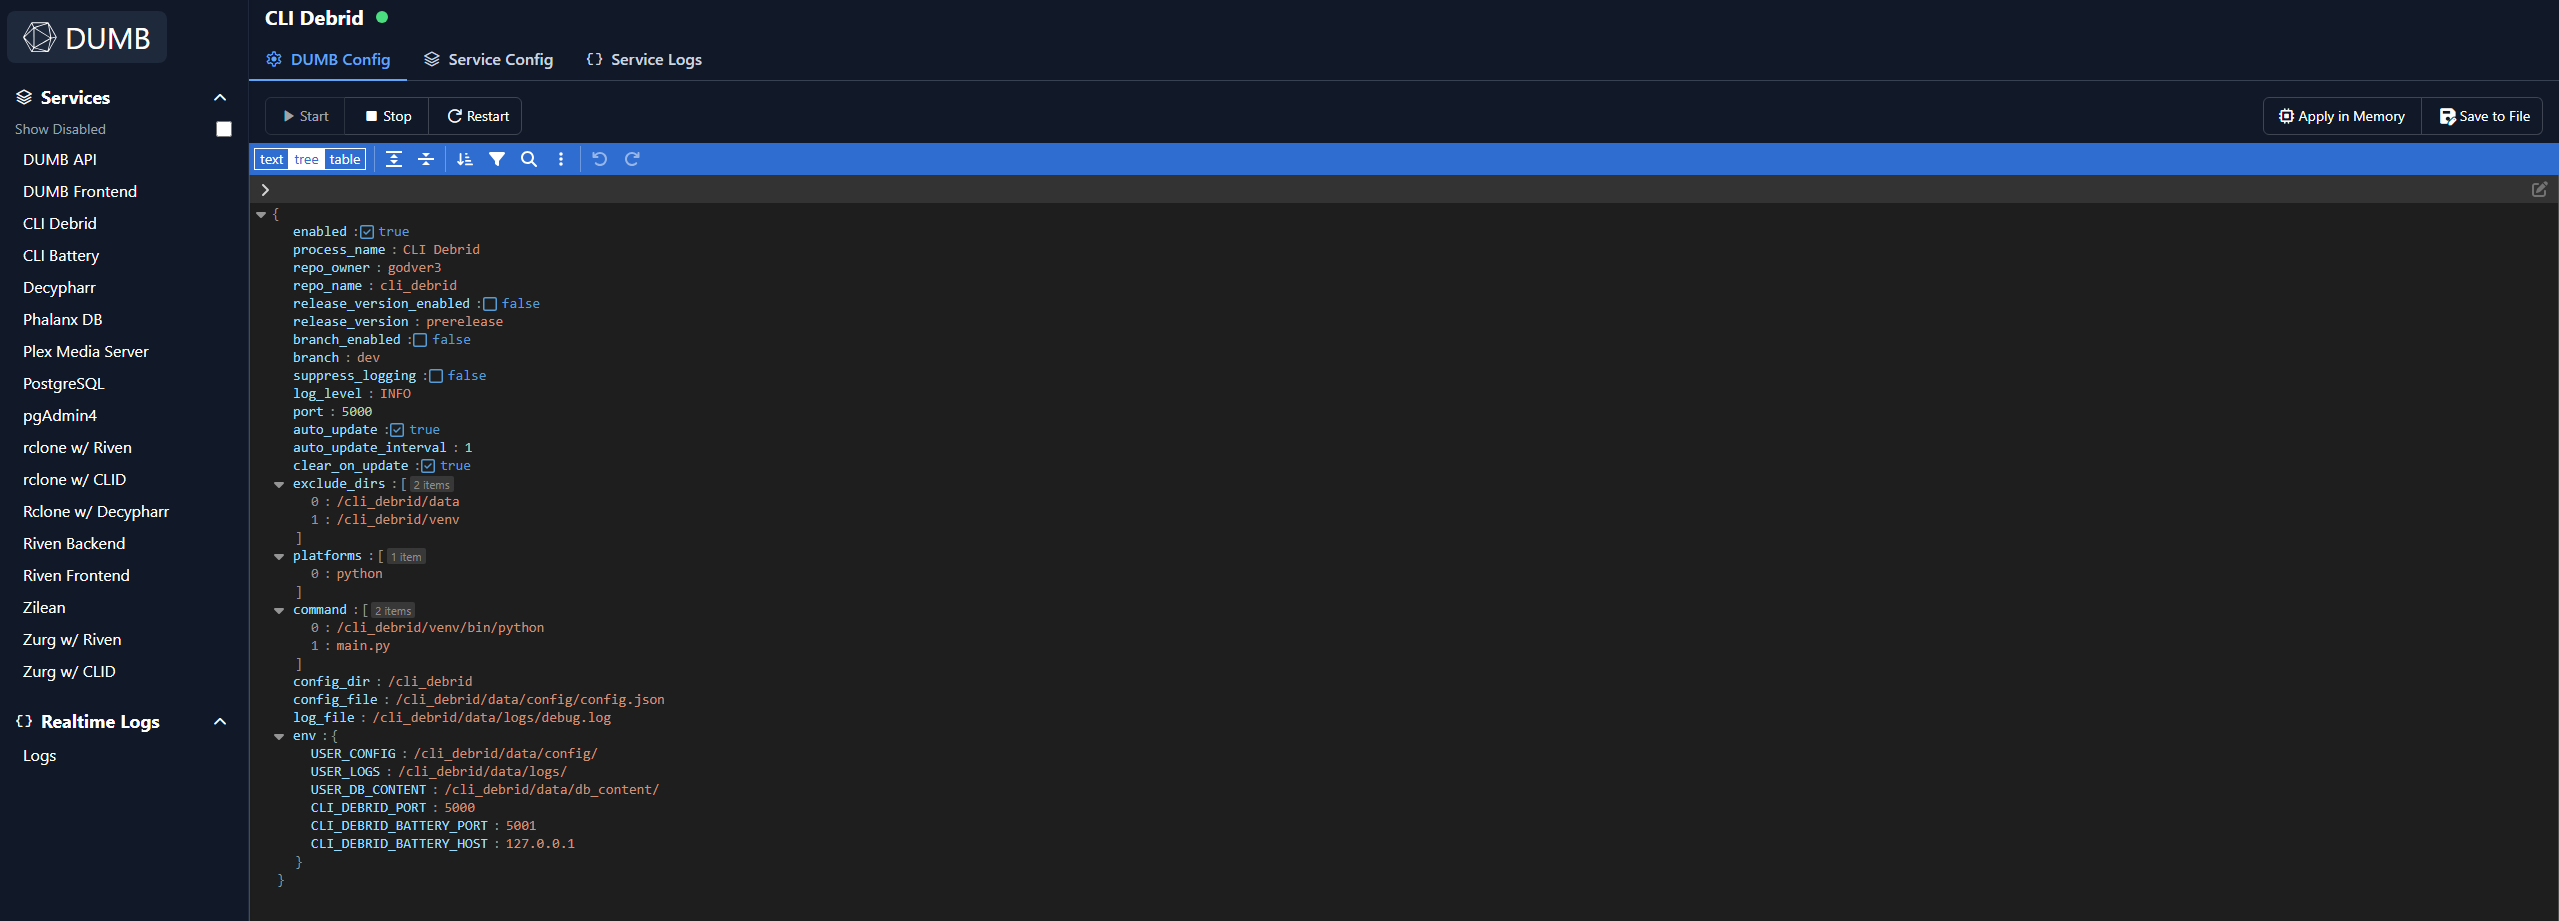 DUMB
Services
Show Disabled
DUMB API
DUMB Frontend
CLI Debrid
CLI Battery
Decypharr
Phalanx DB
Plex Media Server
PostgreSQL
pgAdmin4
rclone w/ Riven
rclone w/ CLID
Rclone w/ Decypharr
Riven Backend
Riven Frontend
Zilean
Zurg w/ Riven
Zurg w/ CLID
Realtime Logs
Logs
CLI Debrid
DUMB Config Service Config Service Logs
Start Stop Restart Apply in Memory Save to File
text tree table
{
enabled : true
process_name : CLI Debrid
repo_owner : godver3
repo_name : cli_debrid
release_version_enabled : false
release_version : prerelease
branch_enabled : false
branch : dev
suppress_logging : false
log_level : INFO
port : 5000
auto_update : true
auto_update_interval : 1
clear_on_update : true
exclude_dirs : [ 2 items
0 : /cli_debrid/data
1 : /cli_debrid/venv
]
platforms : [ 1 item
0 : python
]
command : [ 2 items
0 : /cli_debrid/venv/bin/python
1 : main.py
]
config_dir : /cli_debrid
config_file : /cli_debrid/data/config/config.json
log_file : /cli_debrid/data/logs/debug.log
env : {
USER_CONFIG : /cli_debrid/data/config/
USER_LOGS : /cli_debrid/data/logs/
USER_DB_CONTENT : /cli_debrid/data/db_content/
CLI_DEBRID_PORT : 5000
CLI_DEBRID_BATTERY_PORT : 5001
CLI_DEBRID_BATTERY_HOST : 127.0.0.1
}
}